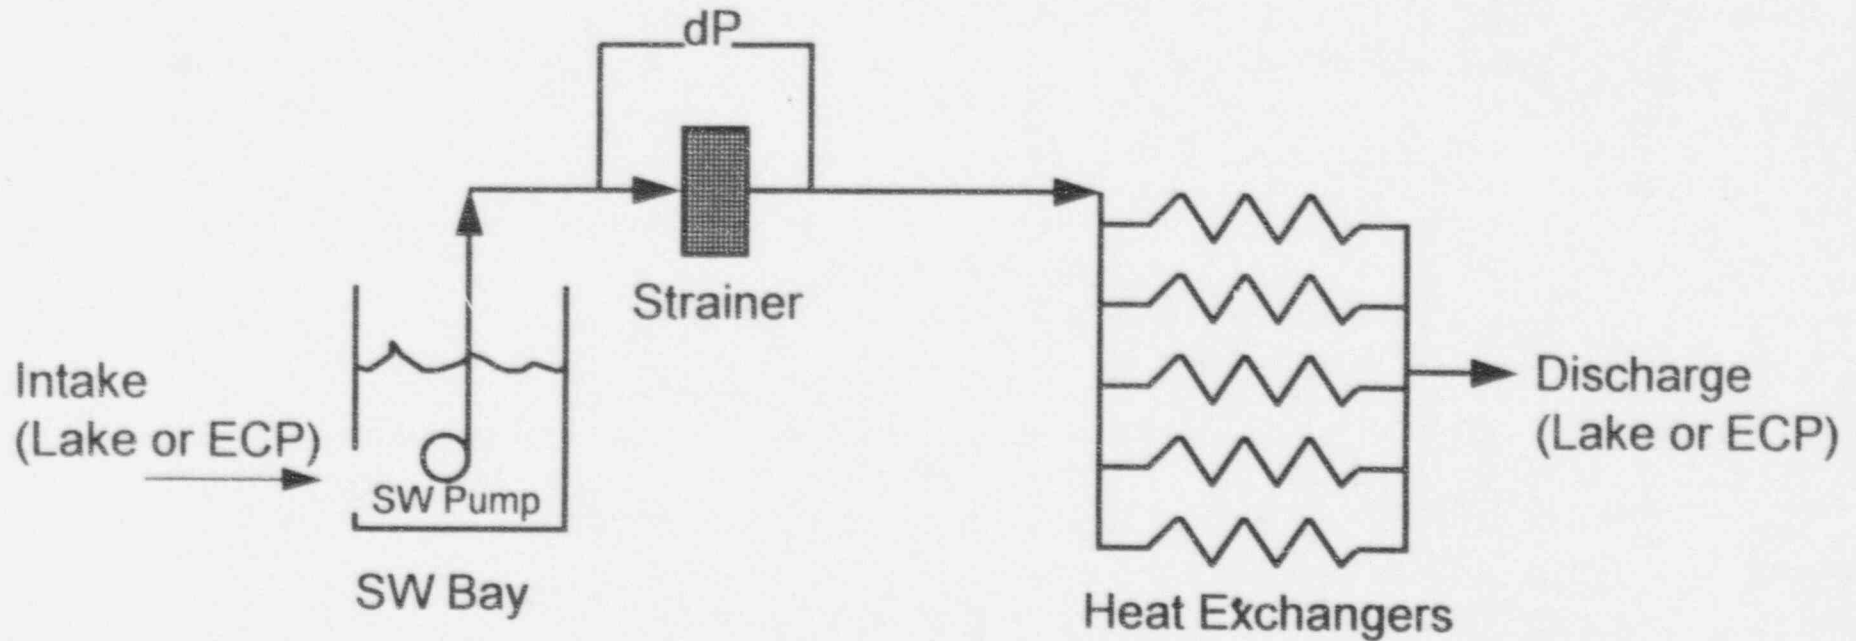 dP
Strainer
Intake
(Lake or ECP)
SW Pump
SW Bay
Heat Exchangers
Discharge
(Lake or ECP)